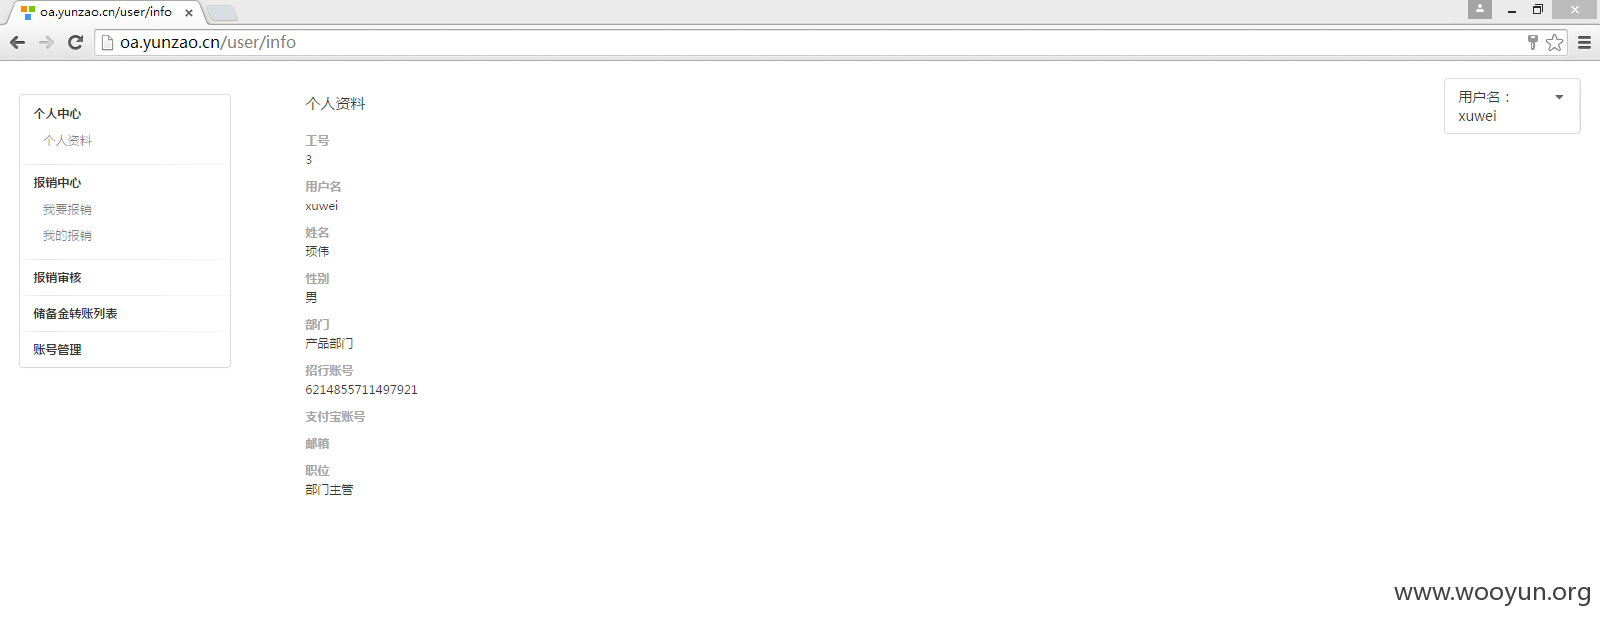 oa.yunzao.cn/user/info
oa.yunzao.cn/user/info
个人中心
个人资料
报销中心
我要报销
我的报销
报销审核
储备金转账列表
账号管理
个人资料
工号
3
用户名
xuwei
姓名
顼伟
性别
男
部门
产品部门
招行账号
6214855711497921
支付宝账号
邮箱
职位
部门主管
用户名：
xuwei
www.wooyun.org